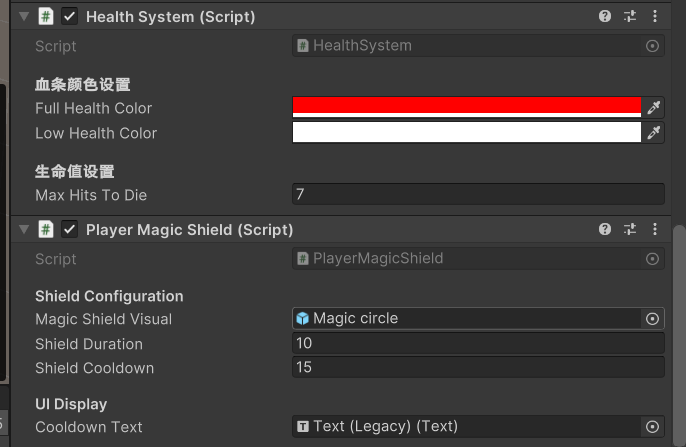 Health System (Script)
Script HealthSystem
血条颜色设置
Full Health Color
Low Health Color
生命值设置
Max Hits To Die 7
Player Magic Shield (Script)
Script PlayerMagicShield
Shield Configuration
Magic Shield Visual Magic circle
Shield Duration 10
Shield Cooldown 15
UI Display
Cooldown Text Text (Legacy) (Text)